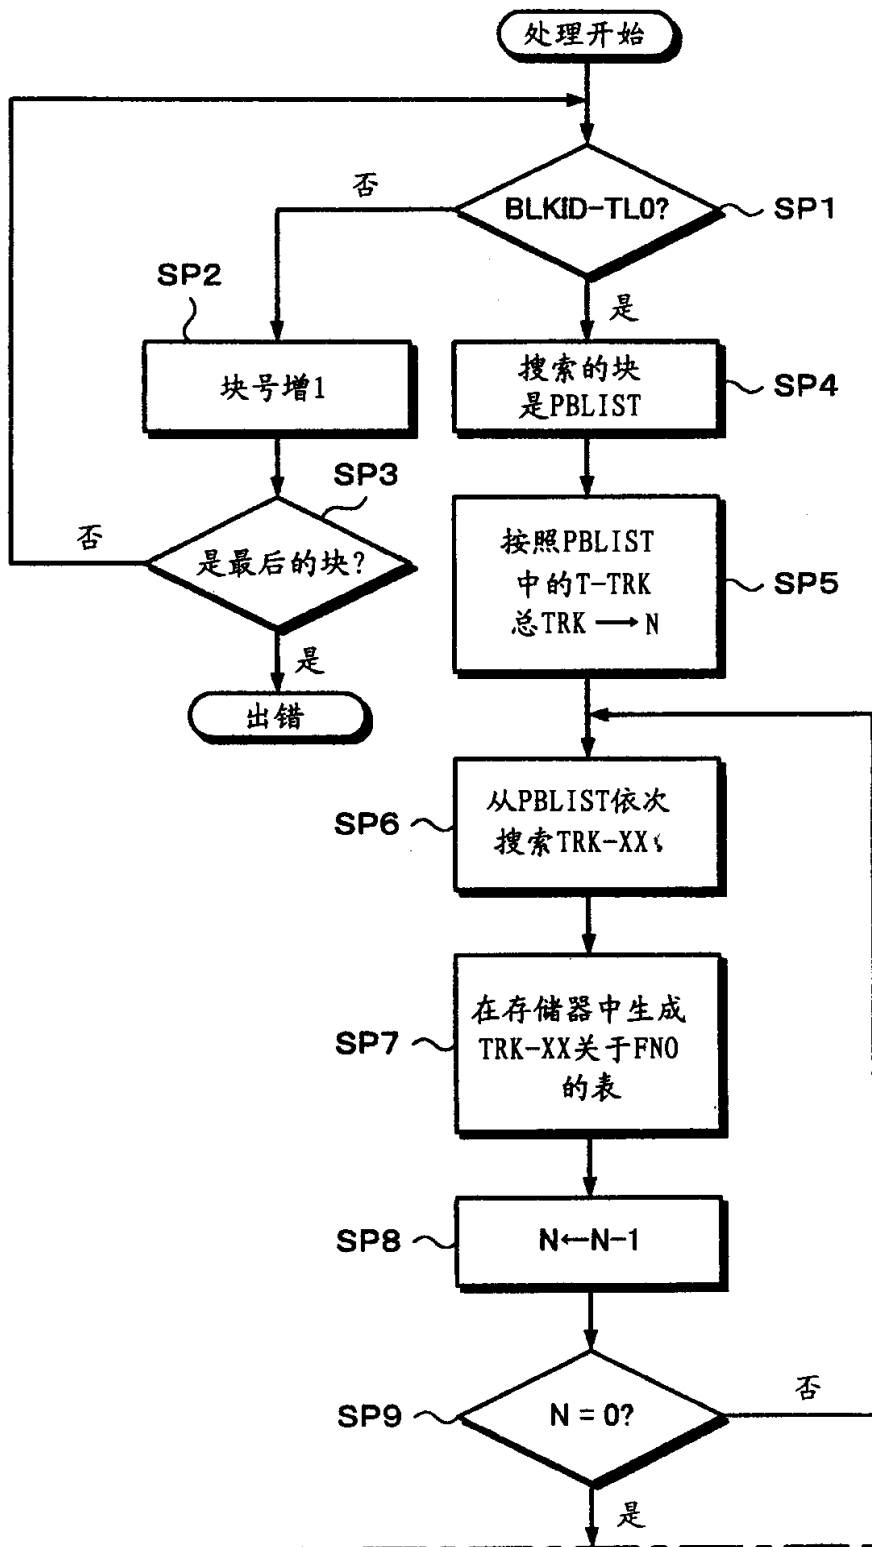 处理开始
BLKID-TL0?
SP1
否
是
SP2
块号增1
搜索的块
是PBLIST
SP4
SP3
是最后的块?
否
是
出错
按照PBLIST
中的T-TRK
总TRK→N
SP5
SP6
从PBLIST依次
搜索TRK-XX
SP7
在存储器中生成
TRK-XX关于FNO
的表
SP8
N←N-1
SP9
N = 0?
否
是